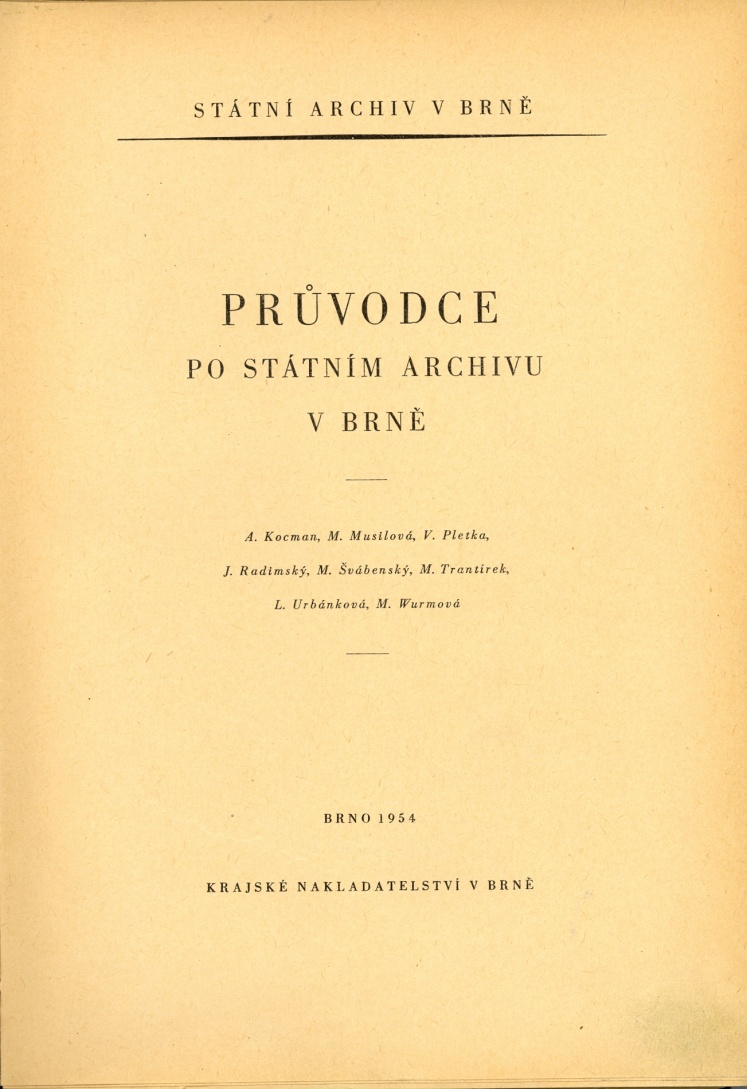 STÁTNÍ ARCHIV V BRNĚ
PRŮVODCE
PO STÁTNÍM ARCHIVU
V BRNĚ
A. Kocman, M. Musilová, V. Pletka,
J. Radimský, M. Švábenský, M. Trantírek,
L. Urbánková, M. Wurmová
BRNO 1954
KRAJSKÉ NAKLADATELSTVÍ V BRNĚ